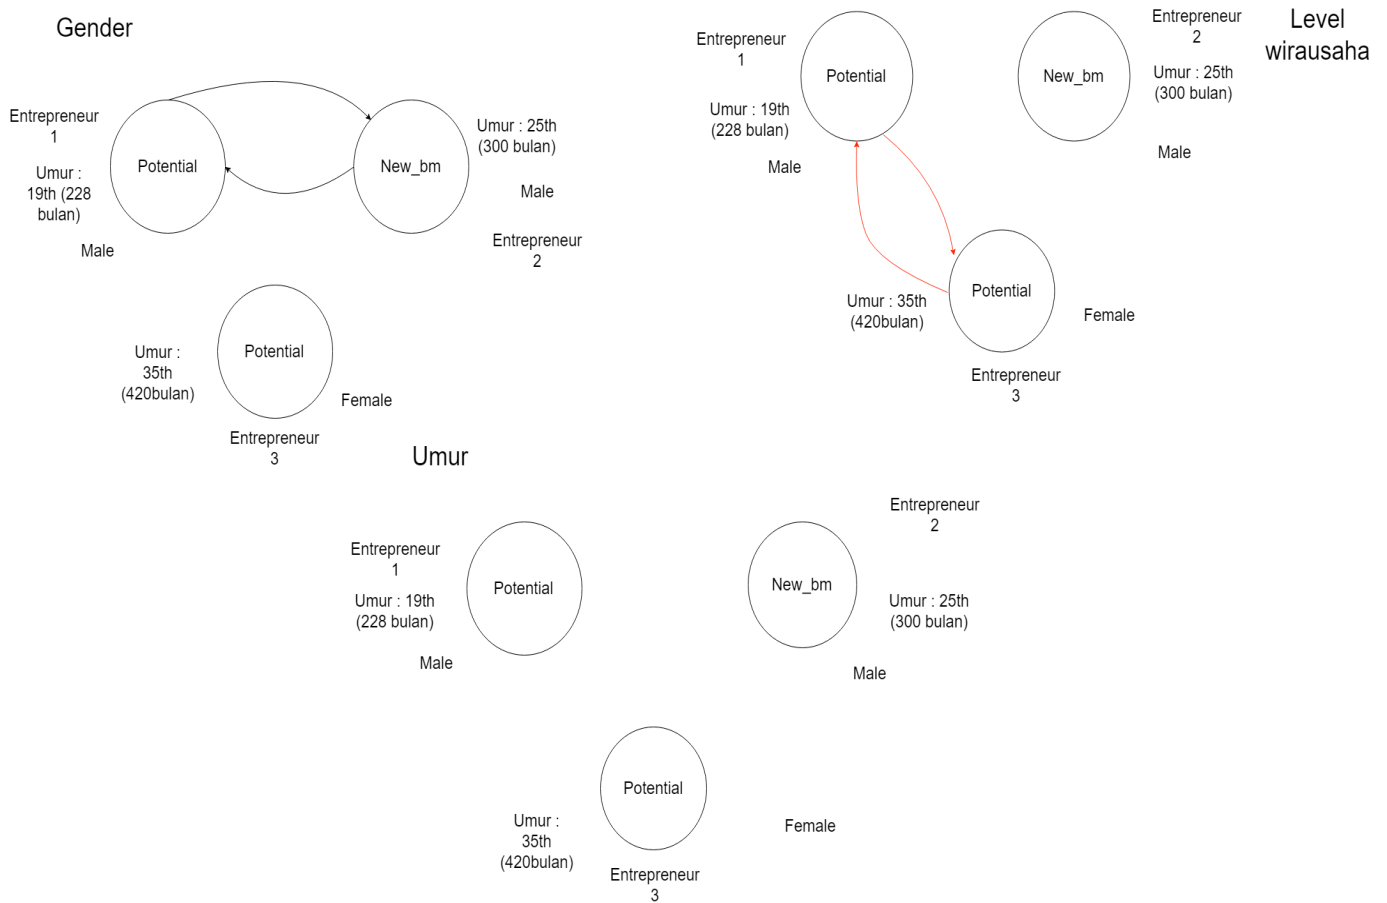 Gender
Entrepreneur
1
Umur :
19th (228
bulan)
Male
Potential
New_bm
Umur : 25th
(300 bulan)
Male
Entrepreneur
2
Umur :
35th
(420bulan)
Potential
Female
Entrepreneur
3
Level
wirausaha
Entrepreneur
1
Umur : 19th
(228 bulan)
Male
Potential
New_bm
Entrepreneur
2
Umur : 25th
(300 bulan)
Male
Umur : 35th
(420bulan)
Potential
Female
Entrepreneur
3
Umur
Entrepreneur
1
Umur : 19th
(228 bulan)
Male
Potential
New_bm
Entrepreneur
2
Umur : 25th
(300 bulan)
Male
Umur :
35th
(420bulan)
Potential
Female
Entrepreneur
3